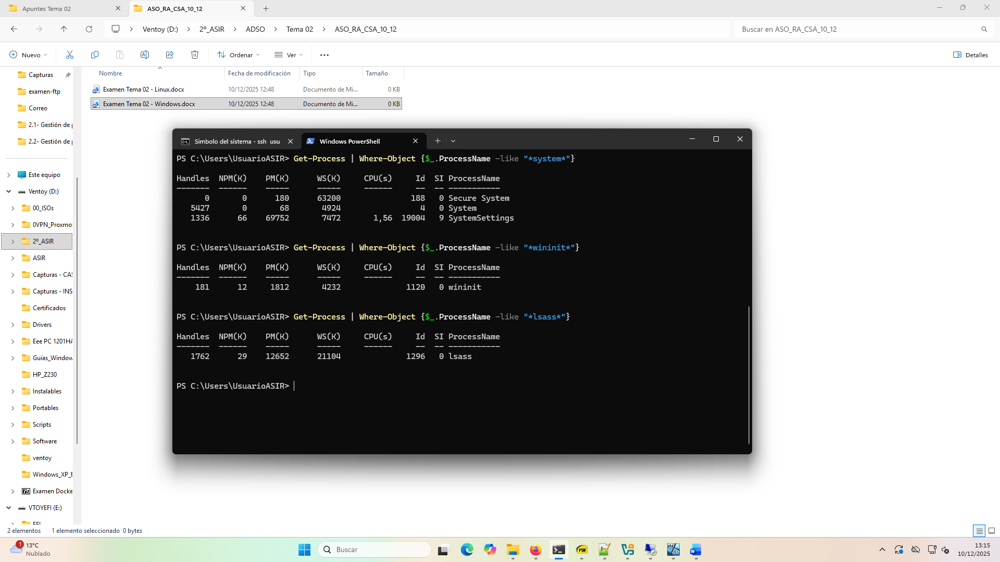 Apuntes Tema 02
ASO_RA_CSA_10_12
Ventoy (D:) > 2º_ASIR > ADSO > Tema 02 > ASO_RA_CSA_10_12
Buscar en ASO_RA_CSA_10_12
Nuevo
Ordenar
Ver
Detalles
Nombre Fecha de modificación Tipo Tamaño
Examen Tema 02 - Linux.docx 10/12/2025 12:48 Documento de Mi... 0 KB
Examen Tema 02 - Windows.docx 10/12/2025 12:48 Documento de Mi... 0 KB
Capturas
examen-ftp
Correo
2.1- Gestión de p
2.2- Gestión de p
Este equipo
Ventoy (D:)
00_ISOs
0VPN_Proxmo
2º_ASIR
ASIR
Capturas - CAS
Capturas - INS
Certificados
Drivers
Eee PC 1201HA
Guías_Window
HP_Z230
Instalables
Portables
Scripts
Software
ventoy
Windows_XP_E
Examen Docke
VTOYEFI (E:)
EFI
Símbolo del sistema - ssh usu
Windows PowerShell
PS C:\Users\UsuarioASIR> Get-Process | Where-Object {$_.ProcessName -like "*system*"}
Handles NPM(K) PM(K) WS(K) CPU(s) Id SI ProcessName
------- ------ ----- ----- ------ -- -- -----------
0 0 180 63200 188 0 Secure System
5427 0 68 4924 4 0 System
1336 66 69752 7472 1,56 19004 9 SystemSettings
PS C:\Users\UsuarioASIR> Get-Process | Where-Object {$_.ProcessName -like "*wininit*"}
Handles NPM(K) PM(K) WS(K) CPU(s) Id SI ProcessName
------- ------ ----- ----- ------ -- -- -----------
181 12 1812 4232 1120 0 wininit
PS C:\Users\UsuarioASIR> Get-Process | Where-Object {$_.ProcessName -like "*lsass*"}
Handles NPM(K) PM(K) WS(K) CPU(s) Id SI ProcessName
------- ------ ----- ----- ------ -- -- -----------
1762 29 12652 21104 1296 0 lsass
PS C:\Users\UsuarioASIR>
2 elementos 1 elemento seleccionado 0 bytes
1
13°C
Nublado
Buscar
13:15
10/12/2025